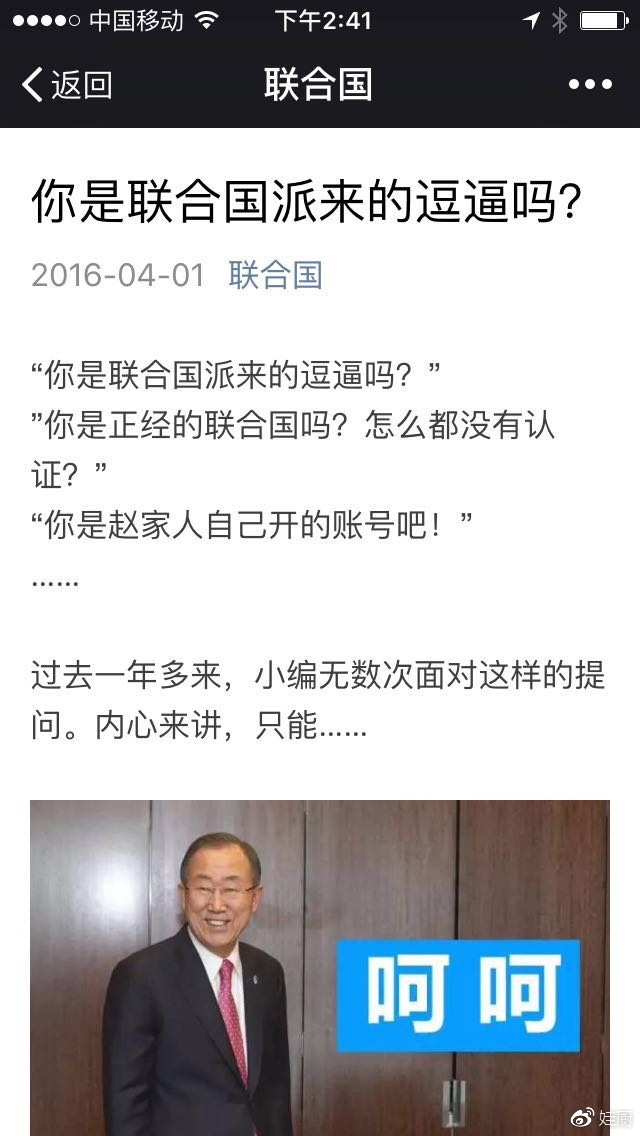 中国移动 下午2:41
返回 联合国
你是联合国派来的逗逼吗?
2016-04-01 联合国
“你是联合国派来的逗逼吗？”
”你是正经的联合国吗？怎么都没有认
证？”
“你是赵家人自己开的账号吧！”
……
过去一年多来，小编无数次面对这样的提
问。内心来讲，只能……
呵呵